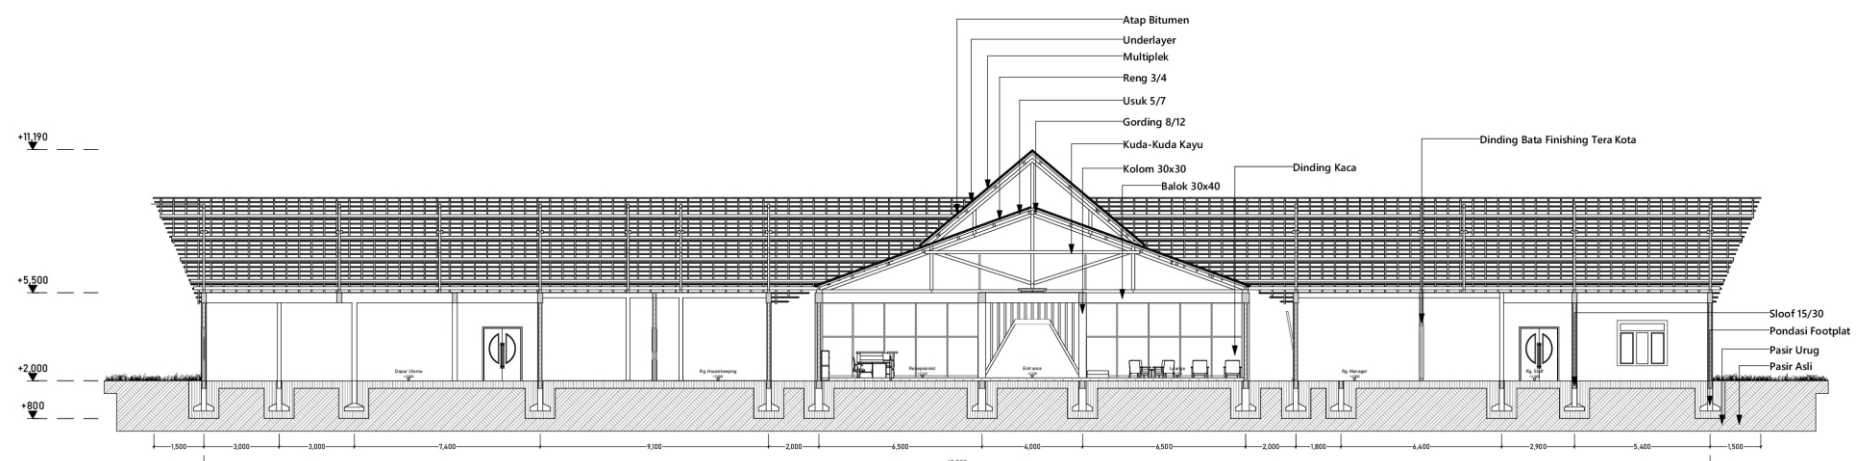 Atap Bitumen
Underlayer
Multiplek
Reng 3/4
Usuk 5/7
Gording 8/12
Kuda-Kuda Kayu
Kolom 30x30
Balok 30x40
Dinding Kaca
Dinding Bata Finishing Tera Kota
+11,190
+5,500
+2,000
+800
Sloof 15/30
Pondasi Footplat
Pasir Urug
Pasir Asli
Dapur Utama
Rg. Housekeeping
Resepsionist
Entrance
Lounge
Rg. Manager
Rg. Staff
1,500 3,000 3,000 7,400 9,100 2,000 6,500 4,000 6,500 2,000 1,800 6,400 2,900 5,400 1,500